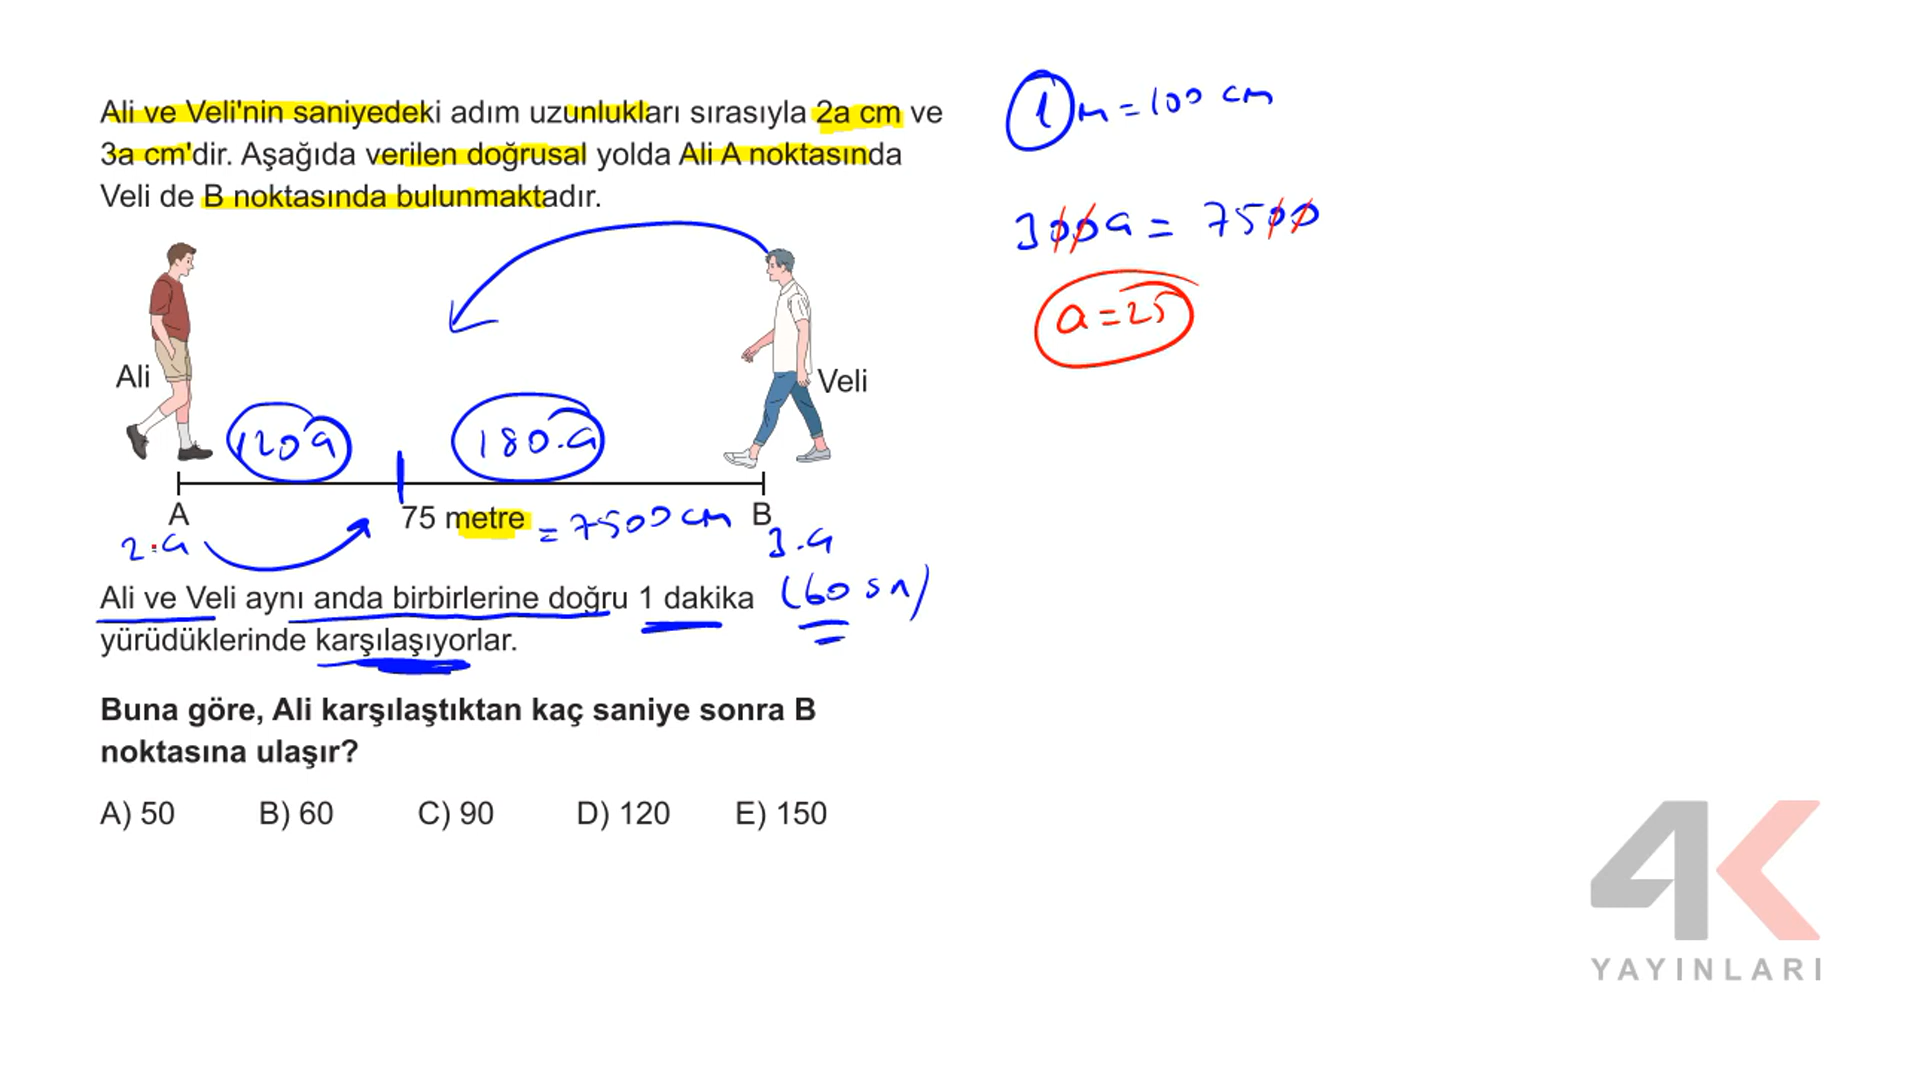 Ali ve Veli'nin saniyedeki adım uzunlukları sırasıyla 2a cm ve
3a cm'dir. Aşağıda verilen doğrusal yolda Ali A noktasında
Veli de B noktasında bulunmaktadır.
1 m = 100 cm
300a = 7500
a = 25
Ali
Veli
120a
180.a
A
75 metre = 7500 cm
B
2.a
3.a
Ali ve Veli aynı anda birbirlerine doğru 1 dakika (60 sn)
yürüdüklerinde karşılaşıyorlar.
Buna göre, Ali karşılaştıktan kaç saniye sonra B
noktasına ulaşır?
A) 50 B) 60 C) 90 D) 120 E) 150
4K
YAYINLARI